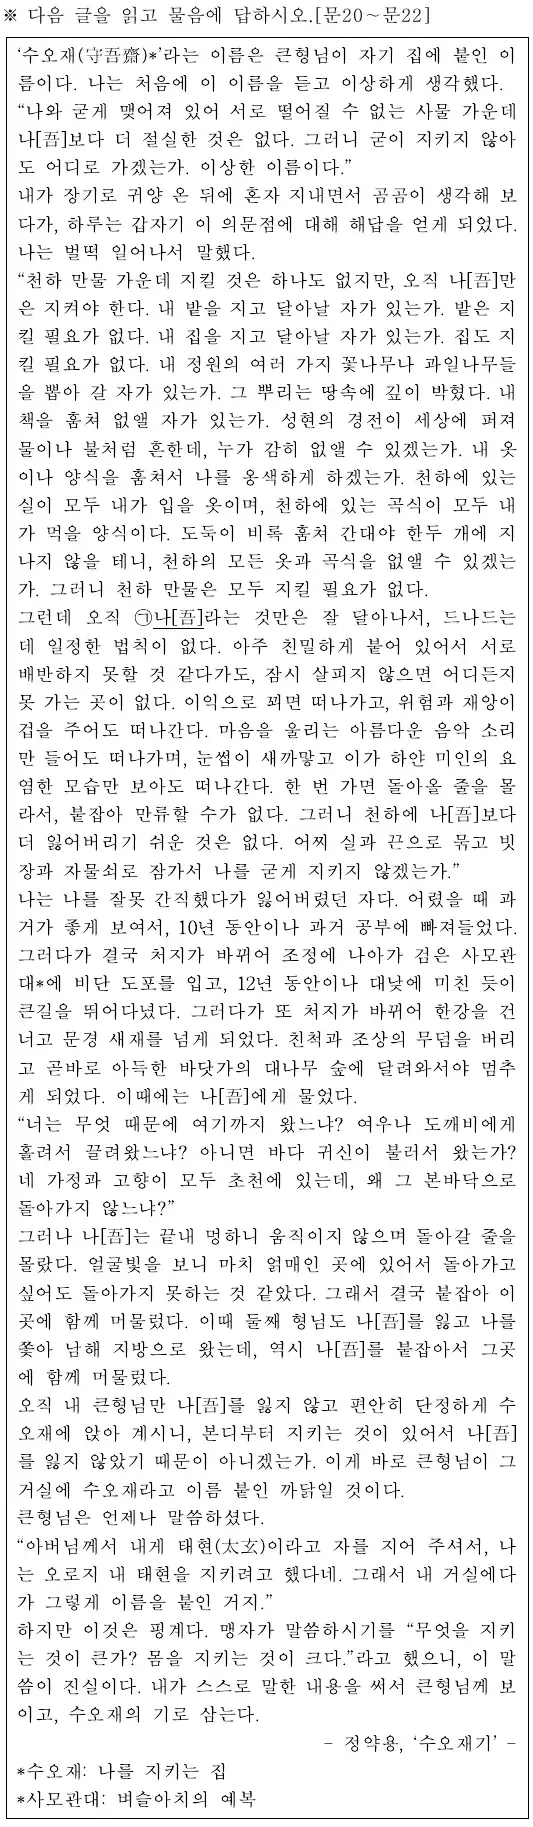 ※ 다음 글을 읽고 물음에 답하시오.[문20～문22]
‘수오재(守吾齋)*’라는 이름은 큰형님이 자기 집에 붙인 이
름이다. 나는 처음에 이 이름을 듣고 이상하게 생각했다.
“나와 굳게 맺어져 있어 서로 떨어질 수 없는 사물 가운데
나[吾]보다 더 절실한 것은 없다. 그러니 굳이 지키지 않아
도 어디로 가겠는가. 이상한 이름이다.”
내가 장기로 귀양 온 뒤에 혼자 지내면서 곰곰이 생각해 보
다가, 하루는 갑자기 이 의문점에 대해 해답을 얻게 되었다.
나는 벌떡 일어나서 말했다.
“천하 만물 가운데 지킬 것은 하나도 없지만, 오직 나[吾]만
은 지켜야 한다. 내 밭을 지고 달아날 자가 있는가. 밭은 지
킬 필요가 없다. 내 집을 지고 달아날 자가 있는가. 집도 지
킬 필요가 없다. 내 정원의 여러 가지 꽃나무나 과일나무들
을 뽑아 갈 자가 있는가. 그 뿌리는 땅속에 깊이 박혔다. 내
책을 훔쳐 없앨 자가 있는가. 성현의 경전이 세상에 퍼져
물이나 불처럼 흔한데, 누가 감히 없앨 수 있겠는가. 내 옷
이나 양식을 훔쳐서 나를 옹색하게 하겠는가. 천하에 있는
실이 모두 내가 입을 옷이며, 천하에 있는 곡식이 모두 내
가 먹을 양식이다. 도둑이 비록 훔쳐 간대야 한두 개에 지
나지 않을 테니, 천하의 모든 옷과 곡식을 없앨 수 있겠는
가. 그러니 천하 만물은 모두 지킬 필요가 없다.
그런데 오직 ㉠나[吾]라는 것만은 잘 달아나서, 드나드는
데 일정한 법칙이 없다. 아주 친밀하게 붙어 있어서 서로
배반하지 못할 것 같다가도, 잠시 살피지 않으면 어디든지
못 가는 곳이 없다. 이익으로 꾀면 떠나가고, 위험과 재앙이
겁을 주어도 떠나간다. 마음을 울리는 아름다운 음악 소리
만 들어도 떠나가며, 눈썹이 새까맣고 이가 하얀 미인의 요
염한 모습만 보아도 떠나간다. 한 번 가면 돌아올 줄을 몰
라서, 붙잡아 만류할 수가 없다. 그러니 천하에 나[吾]보다
더 잃어버리기 쉬운 것은 없다. 어찌 실과 끈으로 묶고 빗
장과 자물쇠로 잠가서 나를 굳게 지키지 않겠는가.”
나는 나를 잘못 간직했다가 잃어버렸던 자다. 어렸을 때 과
거가 좋게 보여서, 10년 동안이나 과거 공부에 빠져들었다.
그러다가 결국 처지가 바뀌어 조정에 나아가 검은 사모관
대*에 비단 도포를 입고, 12년 동안이나 대낮에 미친 듯이
큰길을 뛰어다녔다. 그러다가 또 처지가 바뀌어 한강을 건
너고 문경 새재를 넘게 되었다. 친척과 조상의 무덤을 버리
고 곧바로 아득한 바닷가의 대나무 숲에 달려와서야 멈추
게 되었다. 이때에는 나[吾]에게 물었다.
“너는 무엇 때문에 여기까지 왔느냐? 여우나 도깨비에게
홀려서 끌려왔느냐? 아니면 바다 귀신이 불러서 왔는가?
네 가정과 고향이 모두 초천에 있는데, 왜 그 본바닥으로
돌아가지 않느냐?”
그러나 나[吾]는 끝내 멍하니 움직이지 않으며 돌아갈 줄을
몰랐다. 얼굴빛을 보니 마치 얽매인 곳에 있어서 돌아가고
싶어도 돌아가지 못하는 것 같았다. 그래서 결국 붙잡아 이
곳에 함께 머물렀다. 이때 둘째 형님도 나[吾]를 잃고 나를
쫓아 남해 지방으로 왔는데, 역시 나[吾]를 붙잡아서 그곳
에 함께 머물렀다.
오직 내 큰형님만 나[吾]를 잃지 않고 편안히 단정하게 수
오재에 앉아 계시니, 본디부터 지키는 것이 있어서 나[吾]
를 잃지 않았기 때문이 아니겠는가. 이게 바로 큰형님이 그
거실에 수오재라고 이름 붙인 까닭일 것이다.
큰형님은 언제나 말씀하셨다.
“아버님께서 내게 태현(太玄)이라고 자를 지어 주셔서, 나
는 오로지 내 태현을 지키려고 했다네. 그래서 내 거실에다
가 그렇게 이름을 붙인 거지.”
하지만 이것은 핑계다. 맹자가 말씀하시기를 “무엇을 지키
는 것이 큰가? 몸을 지키는 것이 크다.”라고 했으니, 이 말
씀이 진실이다. 내가 스스로 말한 내용을 써서 큰형님께 보
이고, 수오재의 기로 삼는다.
- 정약용, ‘수오재기’ -
*수오재: 나를 지키는 집
*사모관대: 벼슬아치의 예복